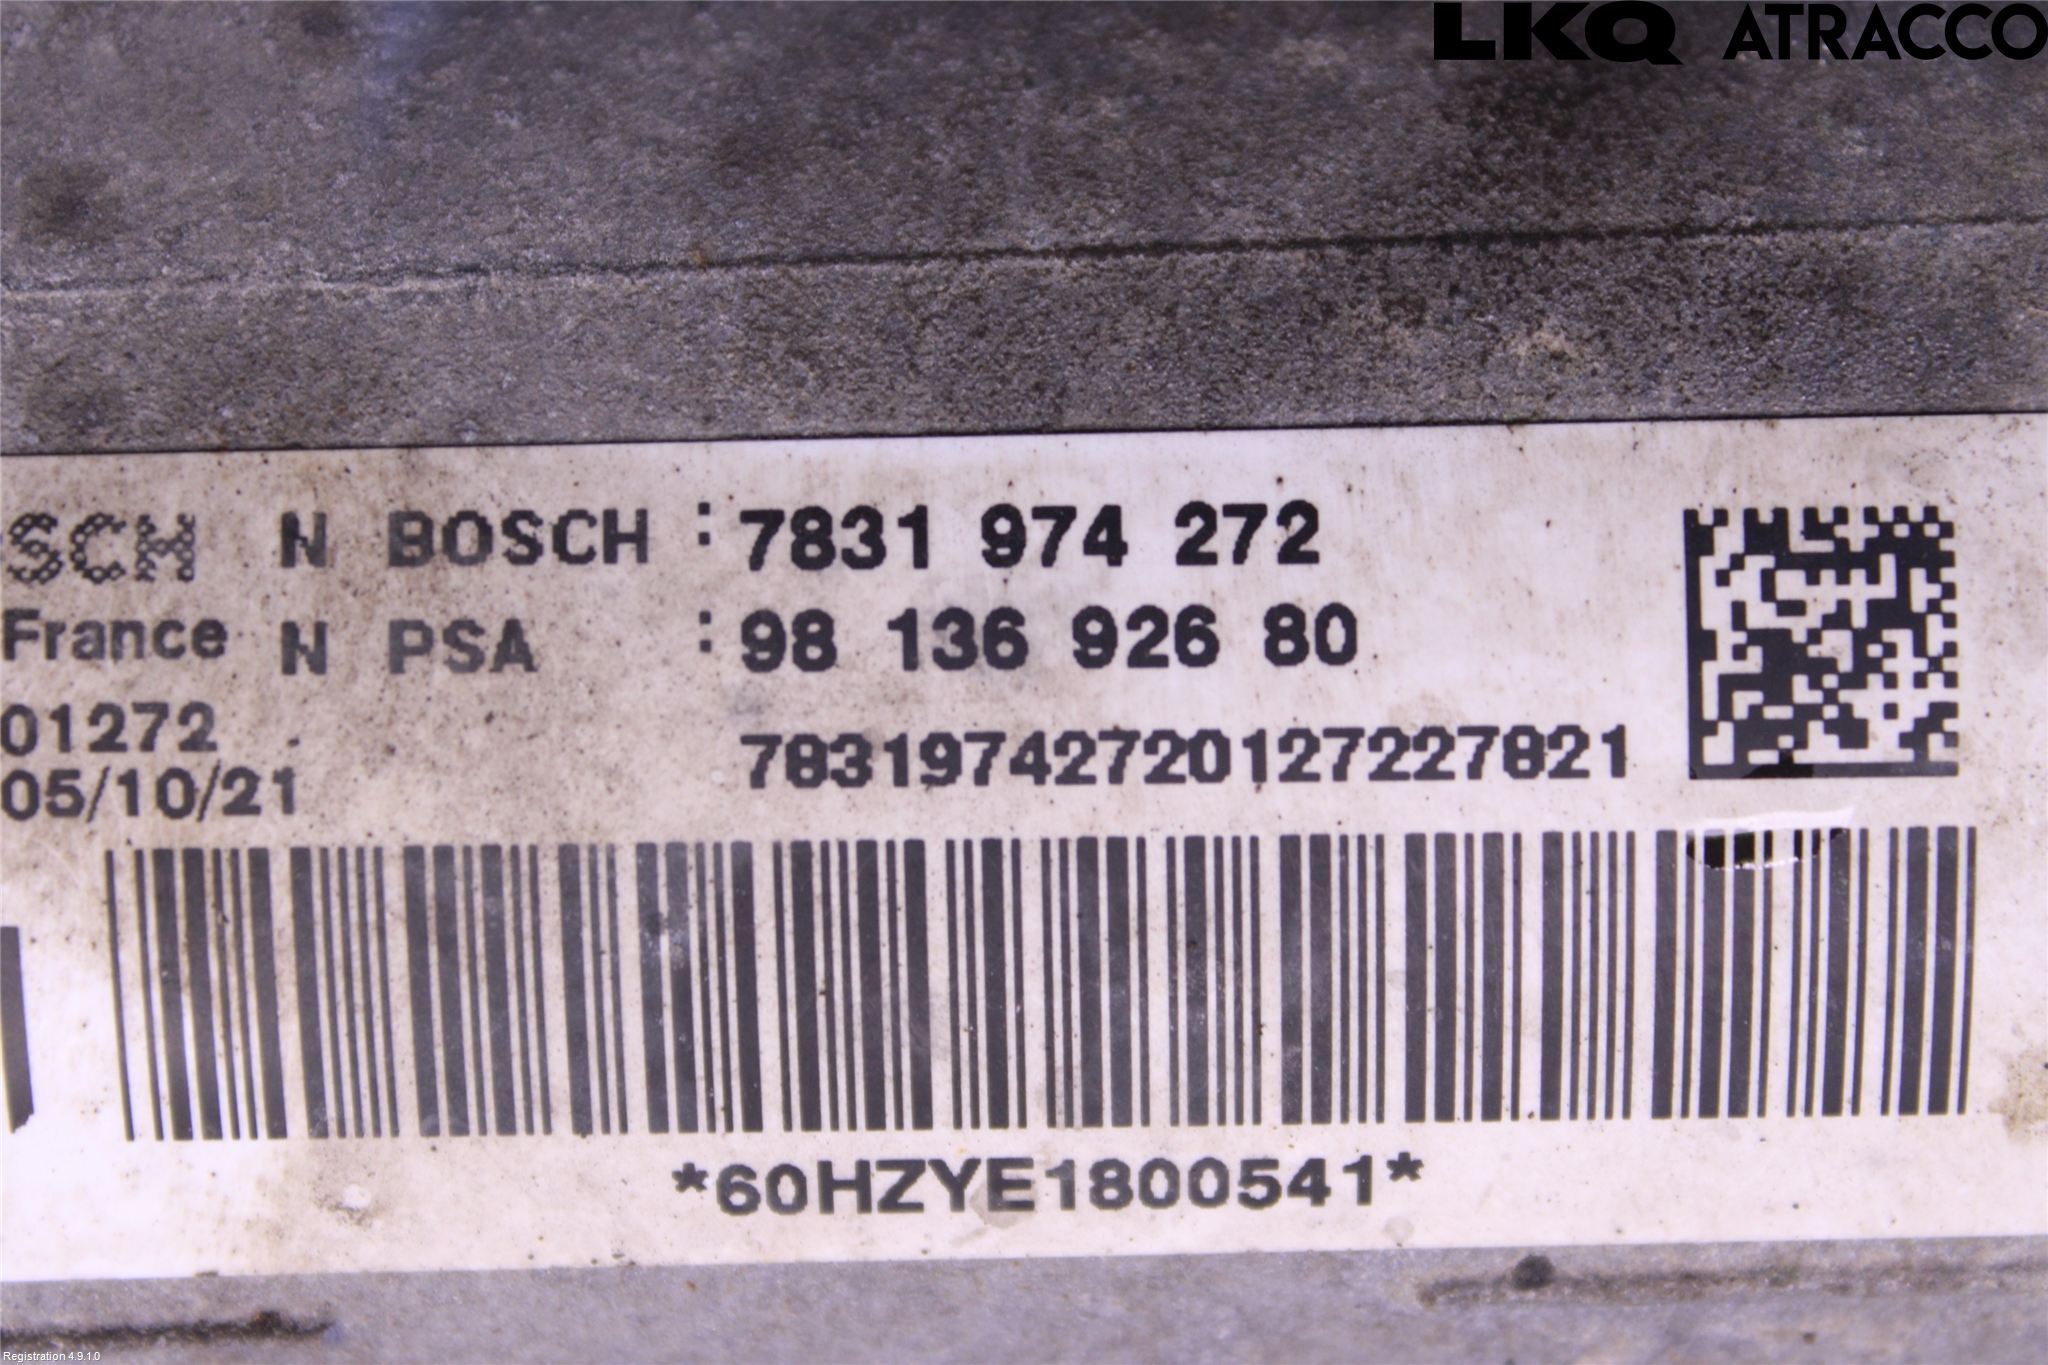 LKQ ATRACCO
SCH N BOSCH : 7831 974 272
France N PSA : 98 136 926 80
01272
78319742720127227821
05/10/21
*60HZYE1800541*
Registration 4.9.1.0